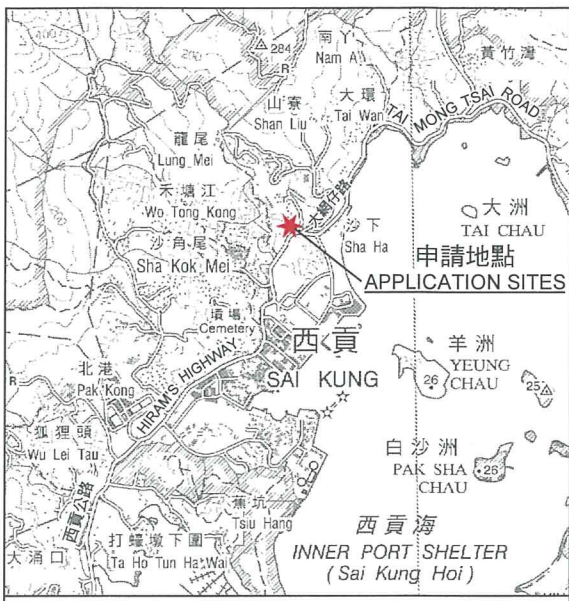 284
R
南丫
Nam A
黃竹灣
山寮
Shan Liu
大環
Tai Wan
TAI MONG TSAI ROAD
龍尾
Lung Mei
禾塘江
Wo Tong Kong
大網仔路
沙下
Sha Ha
大洲
TAI CHAU
沙角尾
Sha Kok Mei
申請地點
APPLICATION SITES
墳場
Cemetery
西貢
SAI KUNG
HIRAM'S HIGHWAY
羊洲
YEUNG
CHAU
26
25
北港
Pak Kong
R
狐狸頭
Wu Lei Tau
西貢公路
白沙洲
PAK SHA
CHAU
26
蕉坑
Tsiu Hang
大涌口
打蠔墩下圍
Ta Ho Tun Ha Wai
西貢海
INNER PORT SHELTER
(Sai Kung Hoi)